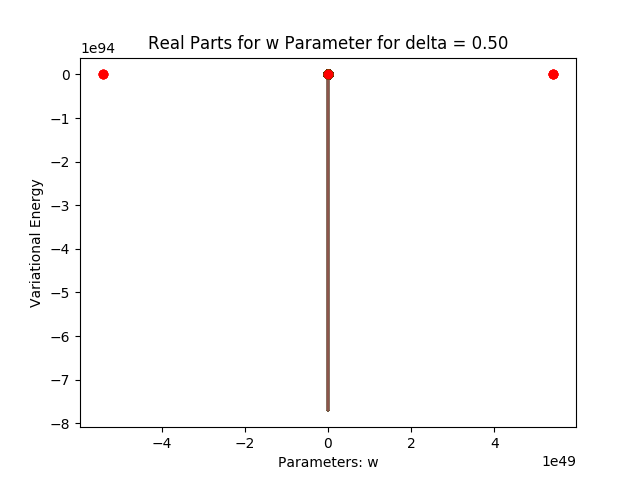 Real Parts for w Parameter for delta = 0.50
1e94
0
−1
−2
−3
−4
−5
−6
−7
−8
Variational Energy
−4 −2 0 2 4
1e49
Parameters: w